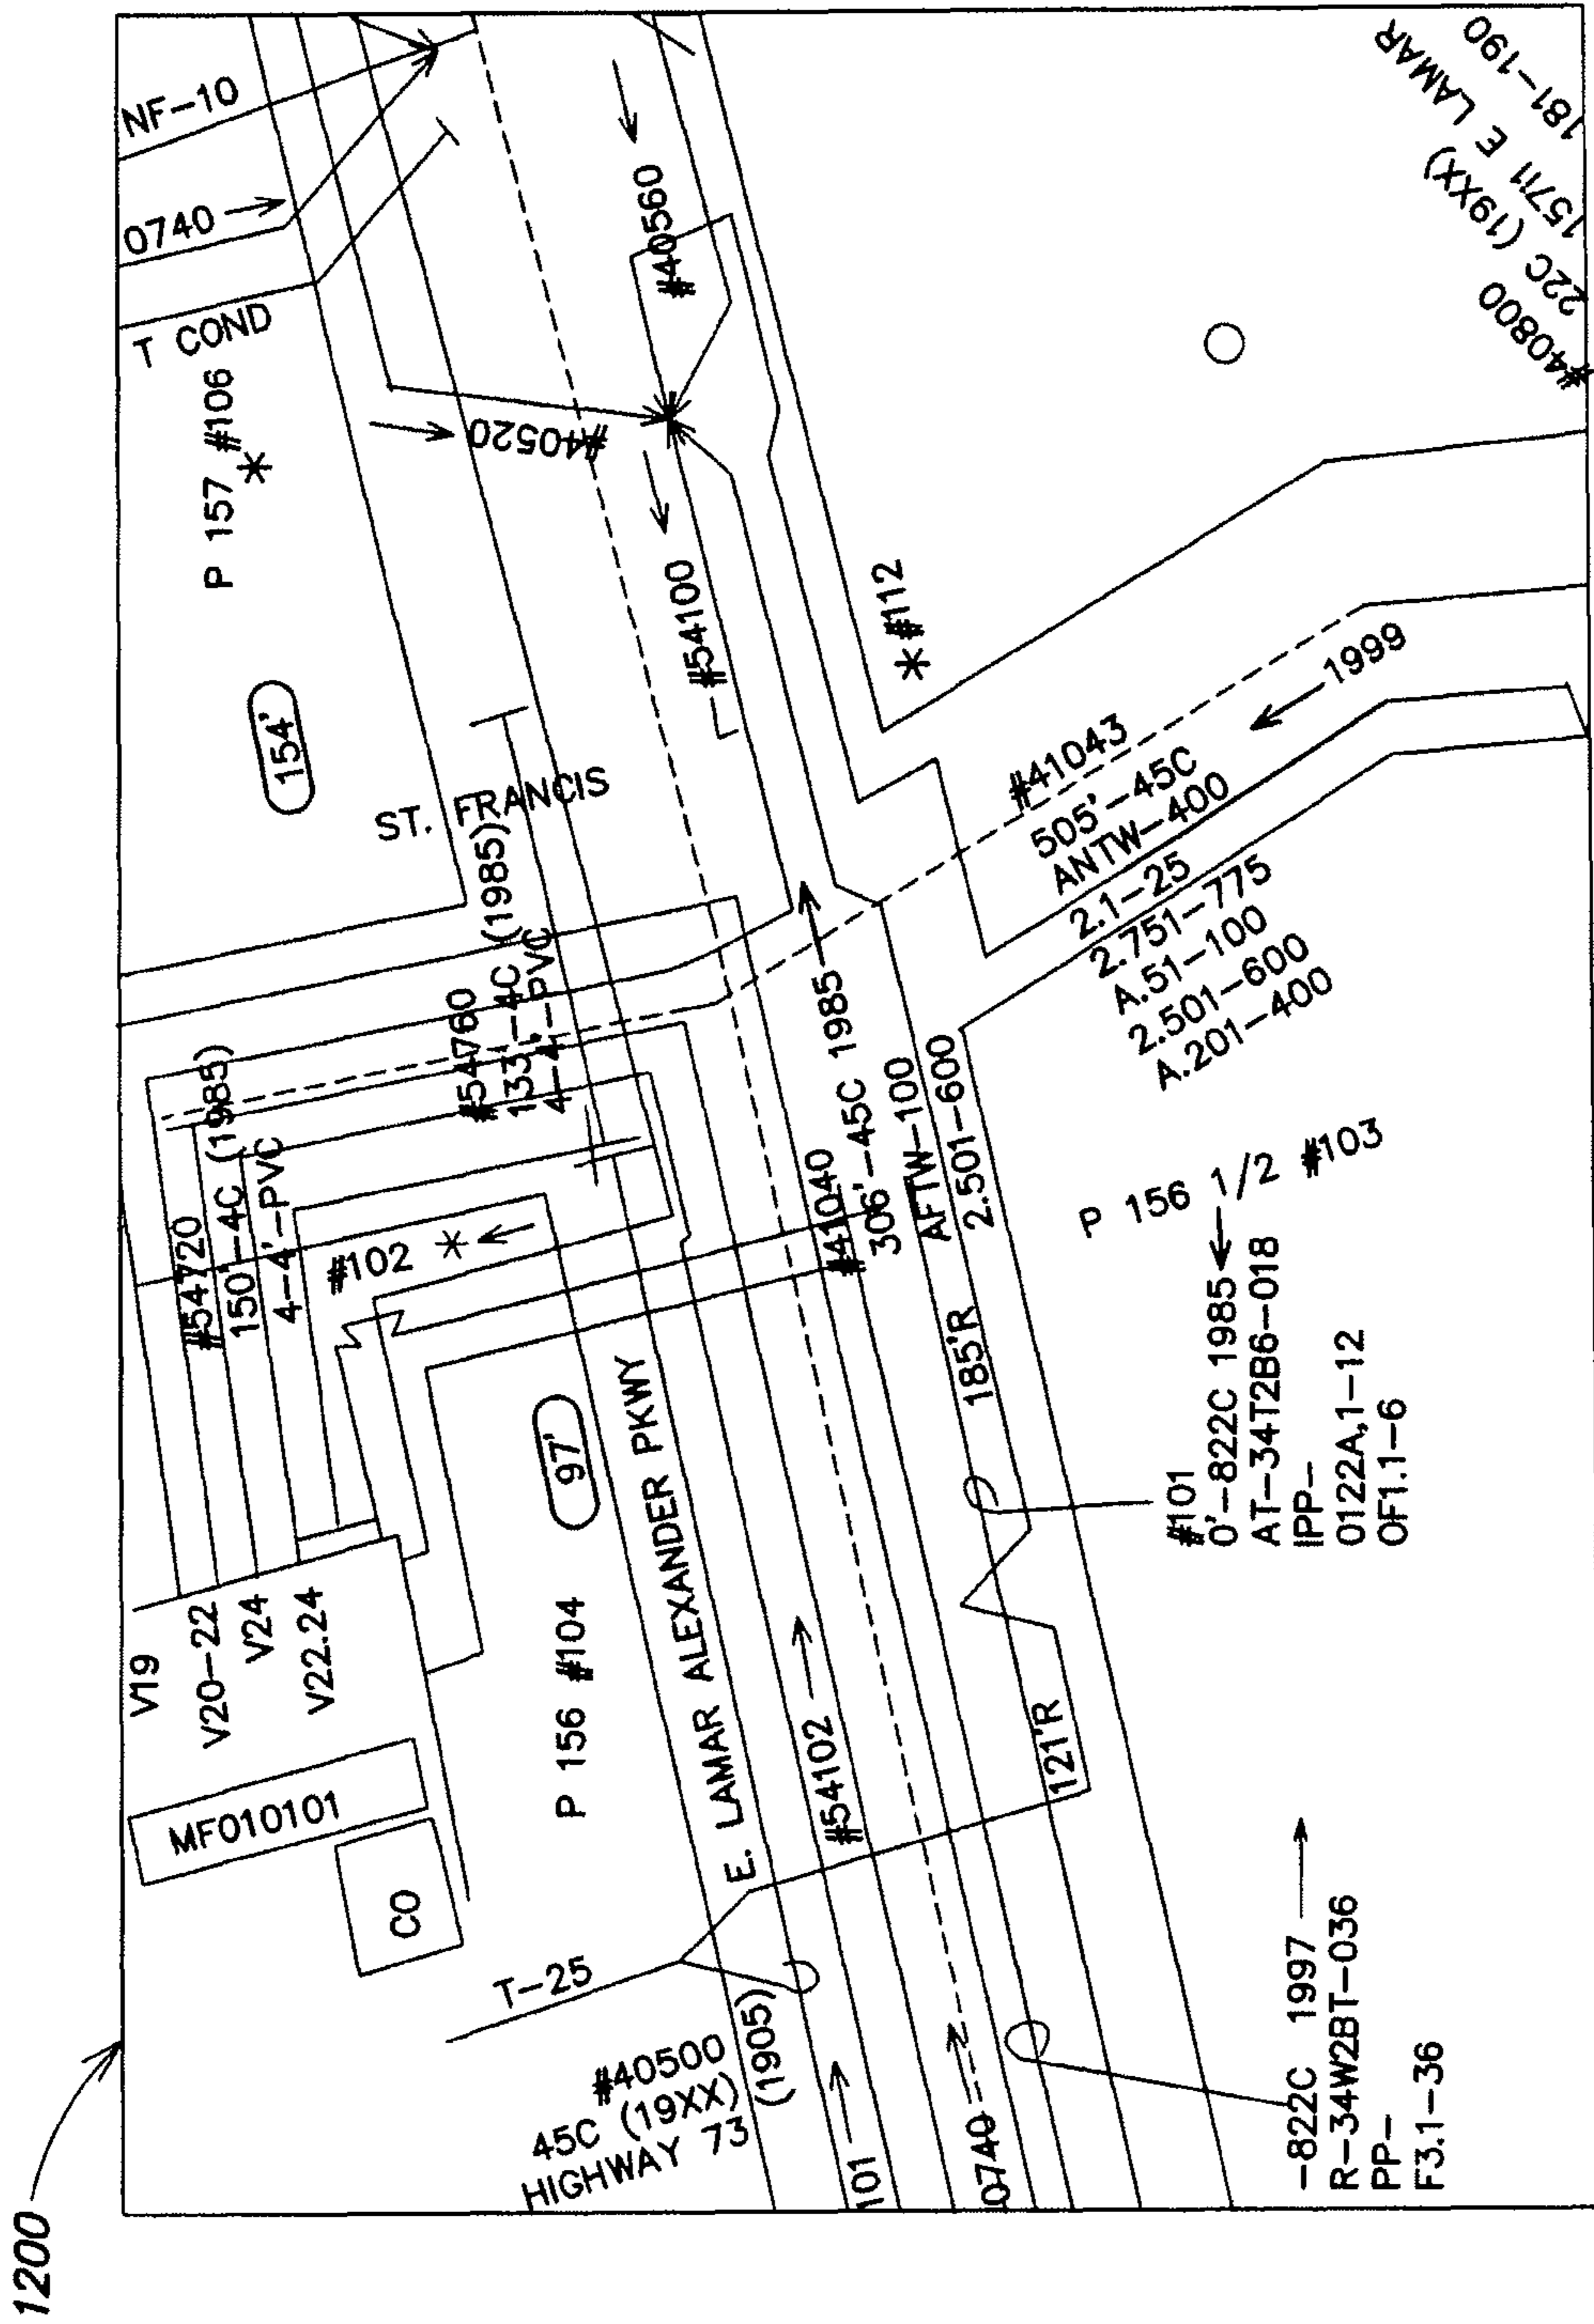 1200
NF-10
0740
T COND
P 157 #106
#40520
#40560
#54100
154'
ST. FRANCIS
*#112
#40800
22C (19XX)
15711 E LAMAR
181-190
V19
V20-22
V24
V22.24
#54720
150'-4C (1985)
4-4'-PVC
#54760
133'-4C (1985)
4-4'-PVC
#102 *
MF010101
CO
P 156 #104
97'
E. LAMAR ALEXANDER PKWY
T-25
#40500
45C (19XX)
HIGHWAY 73
(1905)
101
0740
#54102
#41040
306'-45C 1985
AFTW-100
2.501-600
185'R
121'R
#41043
505'-45C
ANTW-400
2.1-25
2.751-775
A.51-100
2.501-600
A.201-400
1999
P 156 1/2 #103
#101
0'-822C 1985
AT-34T2B6-018
IPP-
0122A,1-12
OF1.1-6
-822C 1997
R-34W2BT-036
PP-
F3.1-36